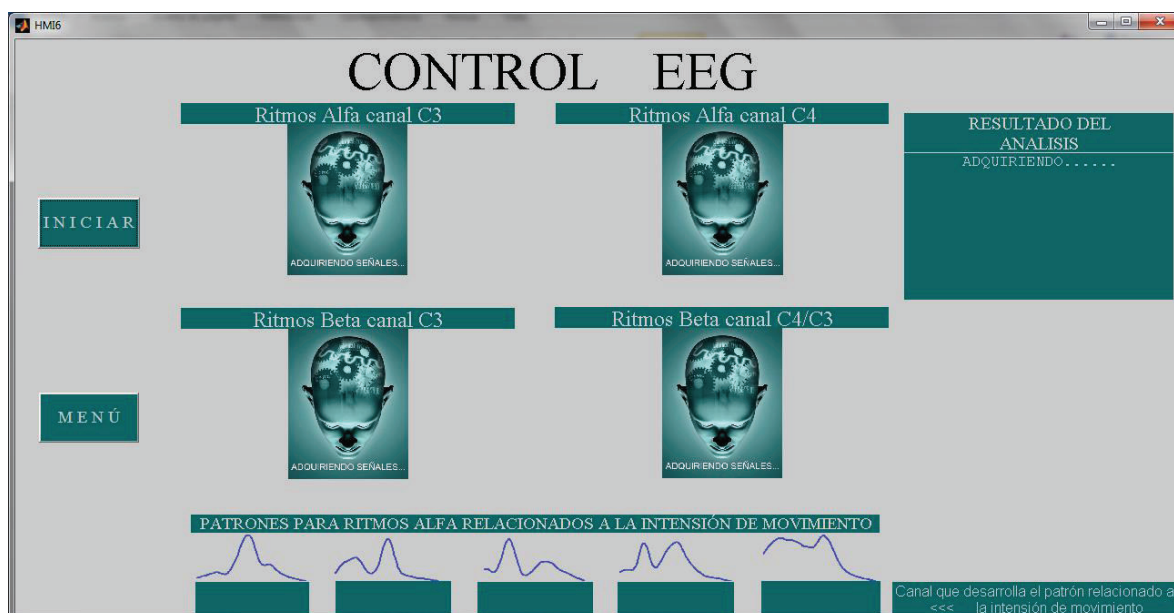 HMI6
CONTROL EEG
Ritmos Alfa canal C3
Ritmos Alfa canal C4
RESULTADO DEL
ANALISIS
ADQUIRIENDO......
INICIAR
ADQUIRIENDO SEÑALES...
ADQUIRIENDO SEÑALES...
Ritmos Beta canal C3
Ritmos Beta canal C4/C3
MENÚ
ADQUIRIENDO SEÑALES...
ADQUIRIENDO SEÑALES...
PATRONES PARA RITMOS ALFA RELACIONADOS A LA INTENSIÓN DE MOVIMIENTO
Canal que desarrolla el patrón relacionado a
<<< la intensión de movimiento